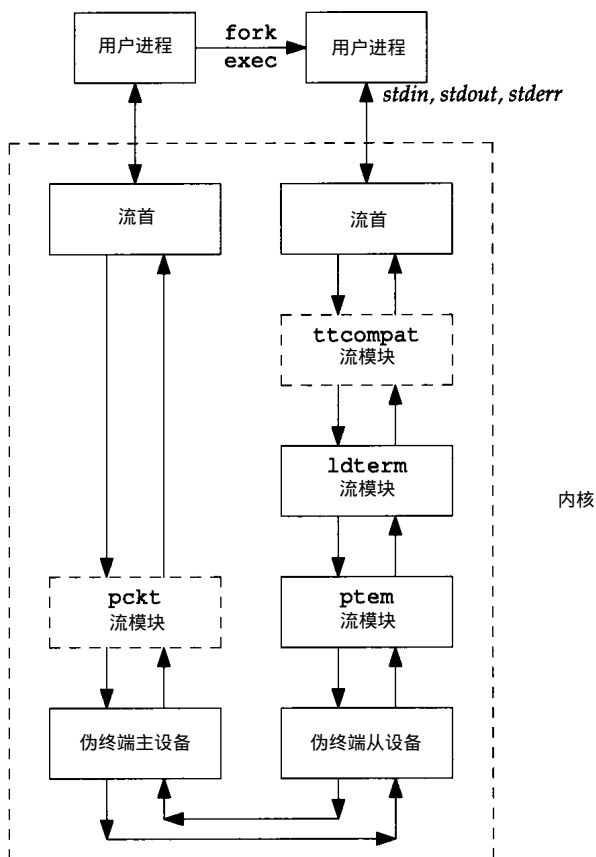 用户进程
fork
exec
用户进程
stdin, stdout, stderr
流首
流首
ttcompat
流模块
ldterm
流模块
内核
pckt
流模块
ptem
流模块
伪终端主设备
伪终端从设备